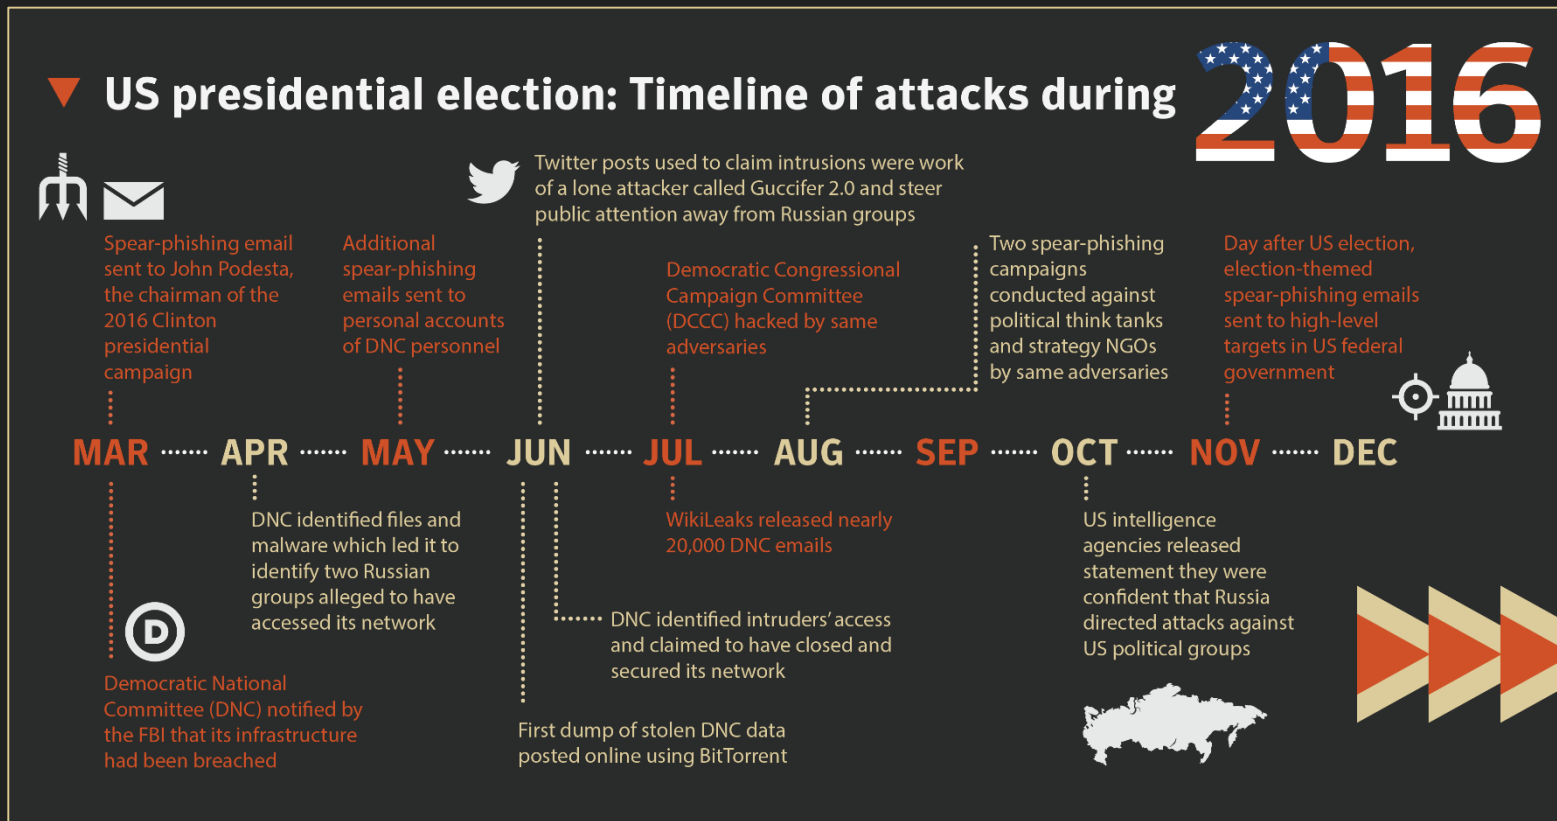 US presidential election: Timeline of attacks during 2016
Spear-phishing email
sent to John Podesta,
the chairman of the
2016 Clinton
presidential
campaign
Additional
spear-phishing
emails sent to
personal accounts
of DNC personnel
Twitter posts used to claim intrusions were work
of a lone attacker called Guccifer 2.0 and steer
public attention away from Russian groups
Democratic Congressional
Campaign Committee
(DCCC) hacked by same
adversaries
Two spear-phishing
campaigns
conducted against
political think tanks
and strategy NGOs
by same adversaries
Day after US election,
election-themed
spear-phishing emails
sent to high-level
targets in US federal
government
MAR APR MAY JUN JUL AUG SEP OCT NOV DEC
D
Democratic National
Committee (DNC) notified by
the FBI that its infrastructure
had been breached
DNC identified files and
malware which led it to
identify two Russian
groups alleged to have
accessed its network
First dump of stolen DNC data
posted online using BitTorrent
DNC identified intruders' access
and claimed to have closed and
secured its network
WikiLeaks released nearly
20,000 DNC emails
US intelligence
agencies released
statement they were
confident that Russia
directed attacks against
US political groups